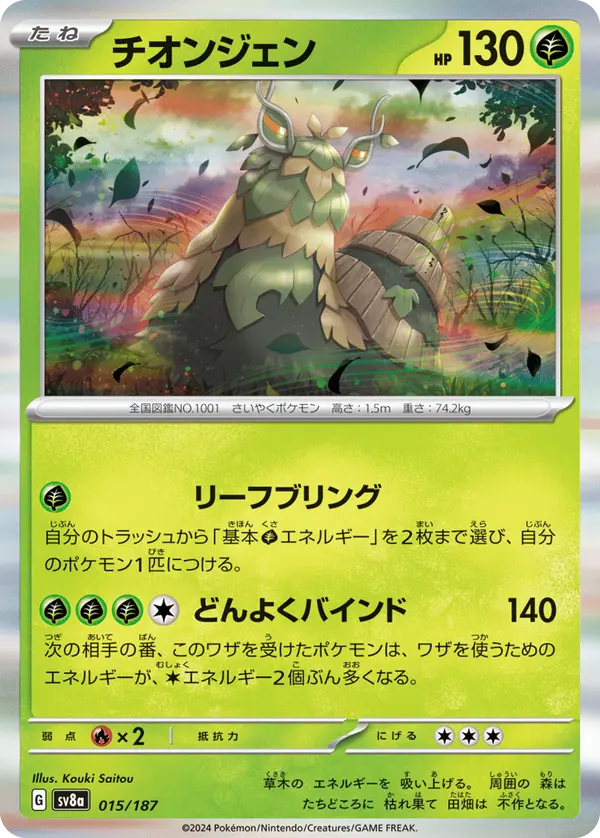 たね チオンジェン HP 130
全国図鑑NO.1001 さいやくポケモン 高さ:1.5m 重さ:74.2kg
リーフブリング
自分のトラッシュから「基本エネルギー」を2枚まで選び、自分
のポケモン1匹につける。
どんよくバインド 140
次の相手の番、このワザを受けたポケモンは、ワザを使うための
エネルギーが、エネルギー2個ぶん多くなる。
弱点 ×2 抵抗力 にげる
Illus. Kouki Saitou
草木の エネルギーを 吸い上げる。周囲の 森は
たちどころに 枯れ果て 田畑は 不作となる。
G sv8a 015/187
©2024 Pokémon/Nintendo/Creatures/GAME FREAK.